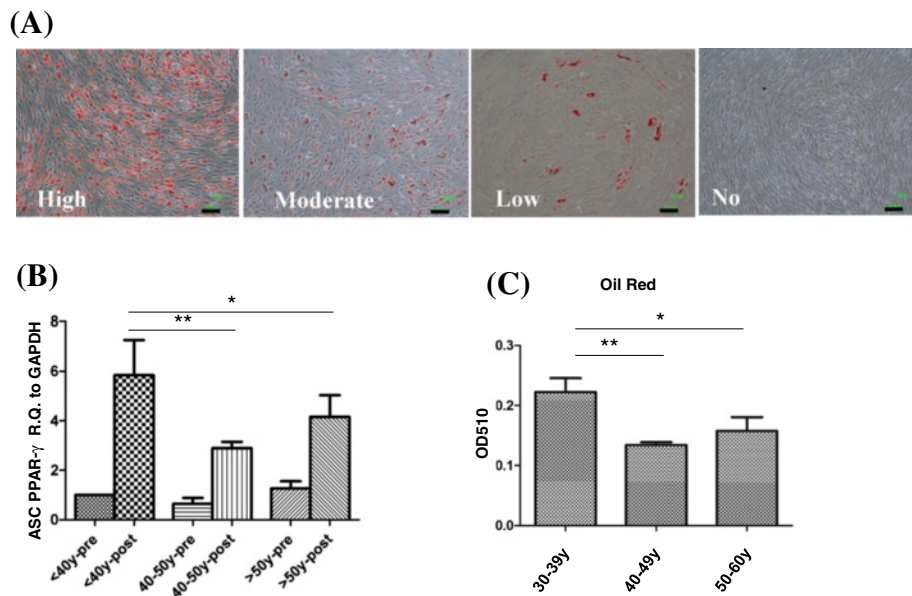 (A)
High
Moderate
Low
No
(B)
ASC PPAR-γ R.Q. to GAPDH
8
6
4
2
0
*
**
<40y-pre
<40y-post
40-50y-pre
40-50y-post
>50y-pre
>50y-post
(C)
Oil Red
OD510
0.3
0.2
0.1
0.0
*
**
30-39y
40-49y
50-60y